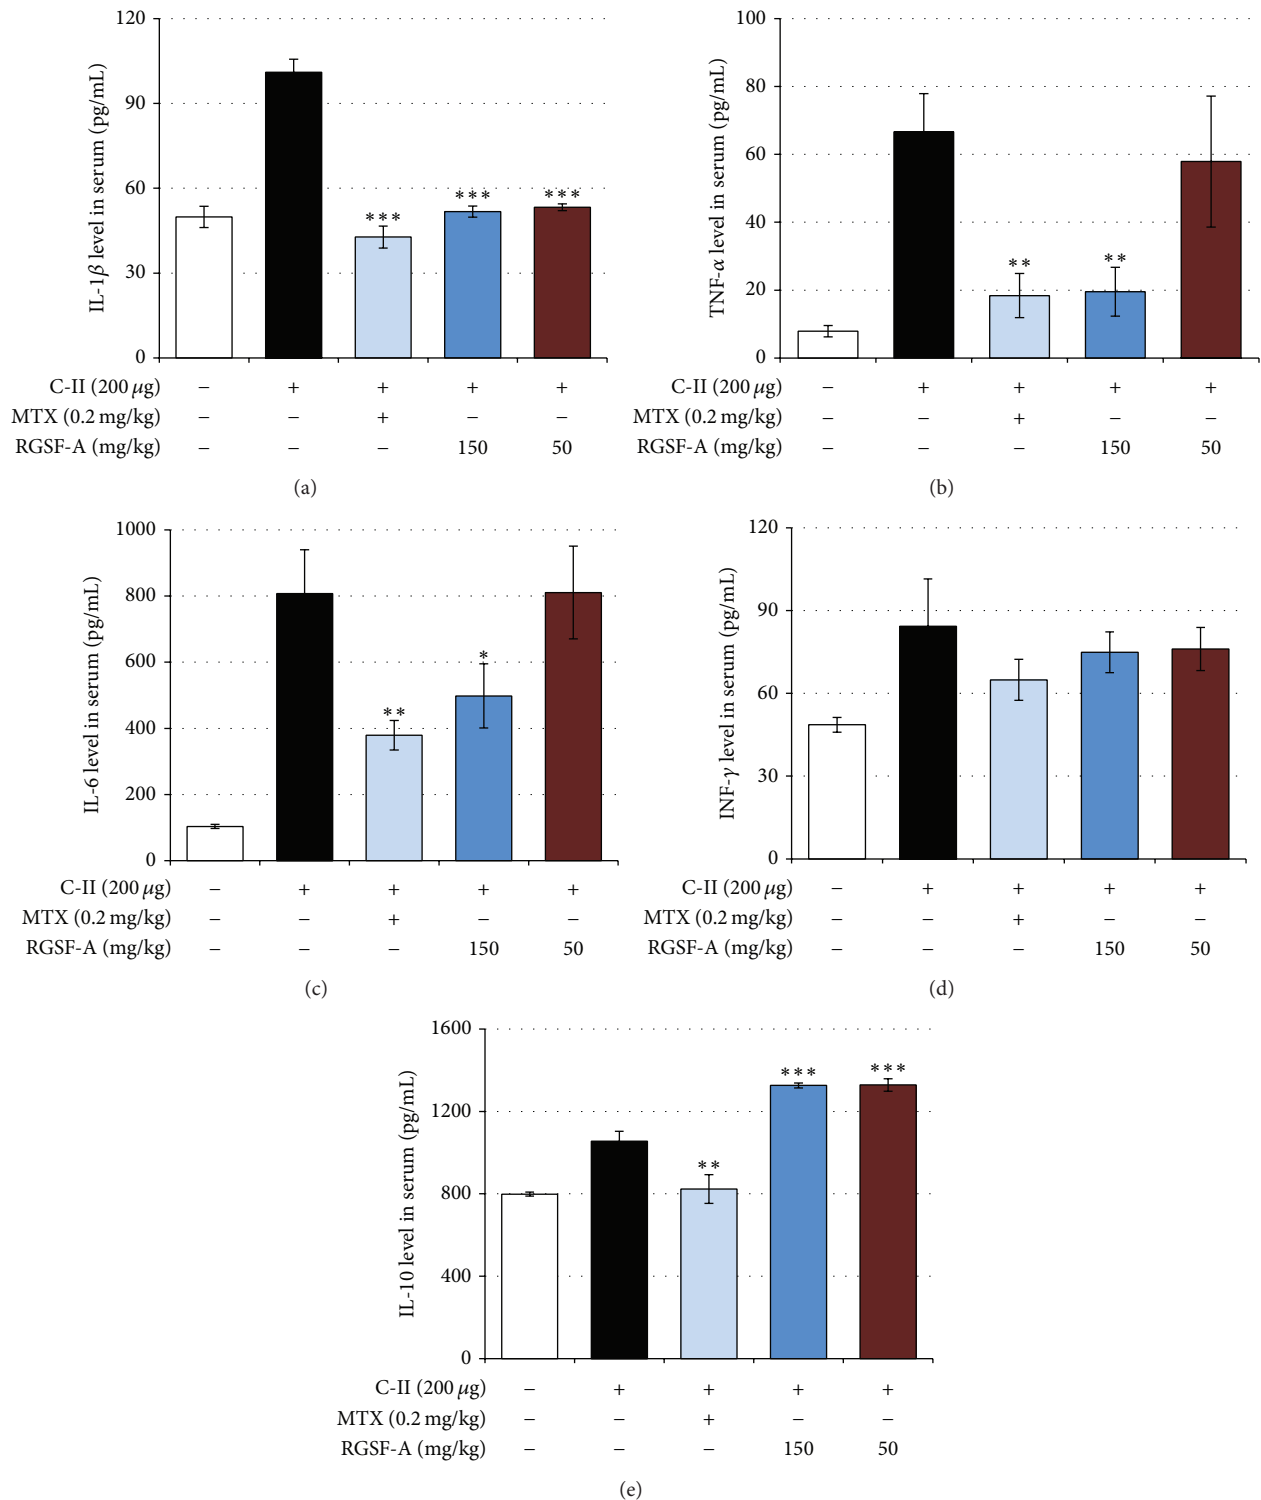 120
90
60
30
0
IL-1β level in serum (pg/mL)
***
***
***
C-II (200 μg) − + + + +
MTX (0.2 mg/kg) − − + − −
RGSF-A (mg/kg) − − − 150 50
(a)
100
80
60
40
20
0
TNF-α level in serum (pg/mL)
**
**
C-II (200 μg) − + + + +
MTX (0.2 mg/kg) − − + − −
RGSF-A (mg/kg) − − − 150 50
(b)
1000
800
600
400
200
0
IL-6 level in serum (pg/mL)
**
*
C-II (200 μg) − + + + +
MTX (0.2 mg/kg) − − + − −
RGSF-A (mg/kg) − − − 150 50
(c)
120
90
60
30
0
INF-γ level in serum (pg/mL)
C-II (200 μg) − + + + +
MTX (0.2 mg/kg) − − + − −
RGSF-A (mg/kg) − − − 150 50
(d)
1600
1200
800
400
0
IL-10 level in serum (pg/mL)
**
***
***
C-II (200 μg) − + + + +
MTX (0.2 mg/kg) − − + − −
RGSF-A (mg/kg) − − − 150 50
(e)